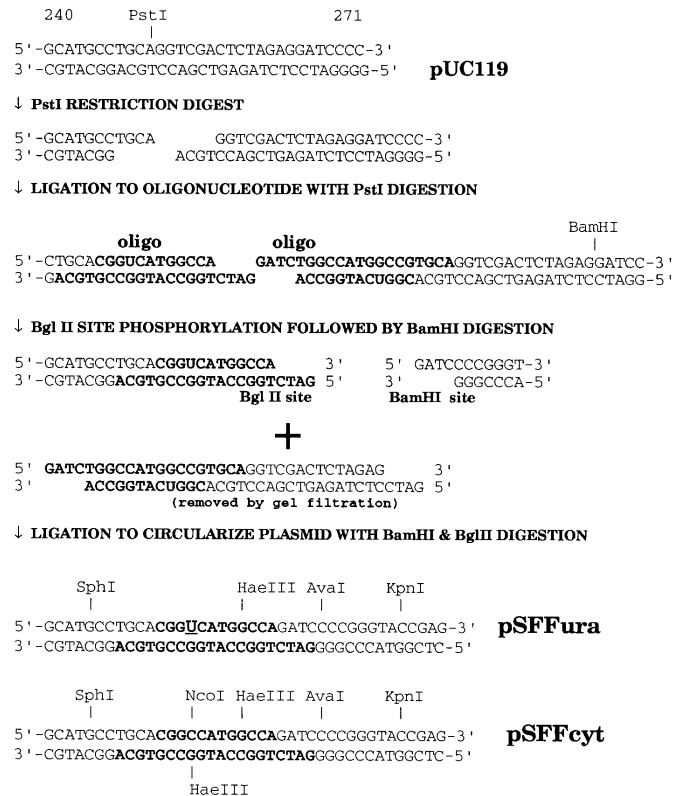 240 PstI 271
5'-GCATGCCTGCAGGTCGACTCTAGAGGATCCCC-3'
3'-CGTACGGACGTCCAGCTGAGATCTCCTAGGGG-5' pUC119
↓ PstI RESTRICTION DIGEST
5'-GCATGCCTGCA GGTCGACTCTAGAGGATCCCC-3'
3'-CGTACGG ACGTCCAGCTGAGATCTCCTAGGGG-5'
↓ LIGATION TO OLIGONUCLEOTIDE WITH PstI DIGESTION
BamHI
oligo oligo
5'-CTGCACGGUCATGGCCA GATCTGGCCATGGCCGTGCAGGTCGACTCTAGAGGATCC-3'
3'-GACGTGCCGGTACCGGTCTAG ACCGGTACUGGCACGTCCAGCTGAGATCTCCTAGG-5'
↓ Bgl II SITE PHOSPHORYLATION FOLLOWED BY BamHI DIGESTION
5'-GCATGCCTGCACGGUCATGGCCA 3' 5' GATCCCCGGGT-3'
3'-CGTACGGACGTGCCGGTACCGGTCTAG 5' 3' GGGCCCA-5'
Bgl II site BamHI site
+
5' GATCTGGCCATGGCCGTGCAGGTCGACTCTAGAG 3'
3' ACCGGTACUGGCACGTCCAGCTGAGATCTCCTAG 5'
(removed by gel filtration)
↓ LIGATION TO CIRCULARIZE PLASMID WITH BamHI & BglII DIGESTION
SphI HaeIII AvaI KpnI
5'-GCATGCCTGCACGGUCATGGCCAGATCCCCGGGTACCGAG-3' pSFFura
3'-CGTACGGACGTGCCGGTACCGGTCTAGGGGCCCATGGCTC-5'
SphI NcoI HaeIII AvaI KpnI
5'-GCATGCCTGCACGGCCATGGCCAGATCCCCGGGTACCGAG-3' pSFFcyt
3'-CGTACGGACGTGCCGGTACCGGTCTAGGGGCCCATGGCTC-5'
HaeIII